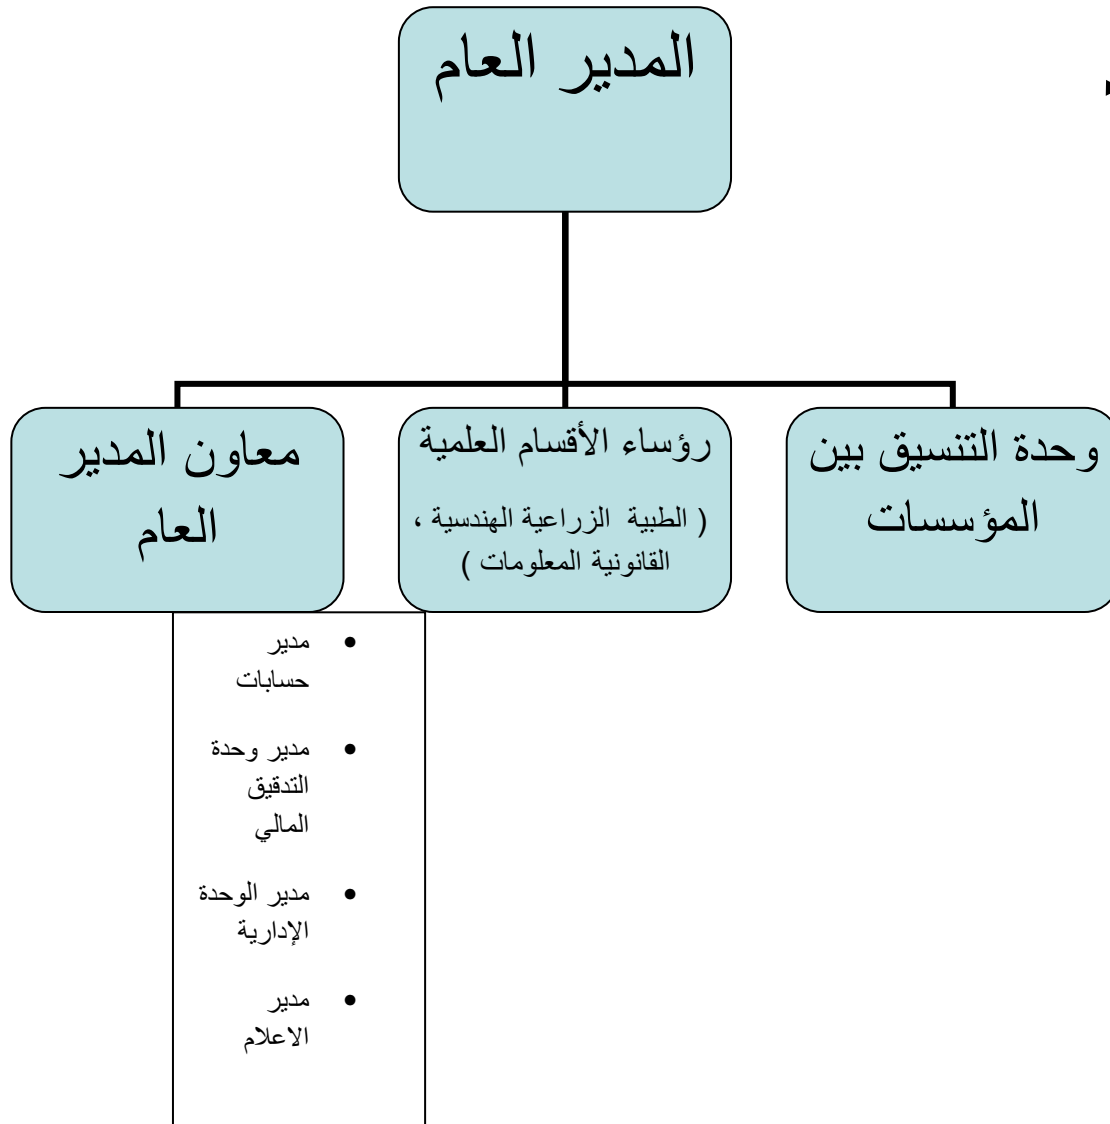 المدير العام
وحدة التنسيق بين
المؤسسات
رؤساء الأقسام العلمية
( الطبية الزراعية الهندسية ،
القانونية المعلومات )
معاون المدير
العام
• مدير
حسابات
• مدير وحدة
التدقيق
المالي
• مدير الوحدة
الإدارية
• مدير
الاعلام